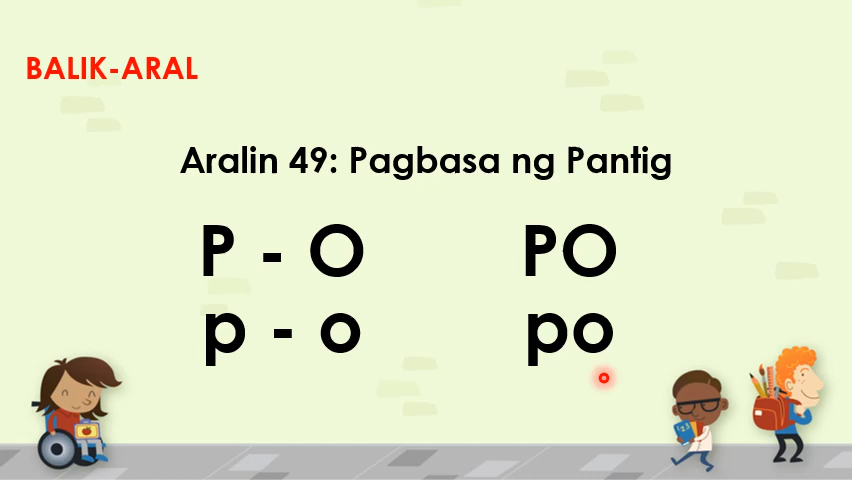 BALIK-ARAL
Aralin 49: Pagbasa ng Pantig
P - O PO
p - o po